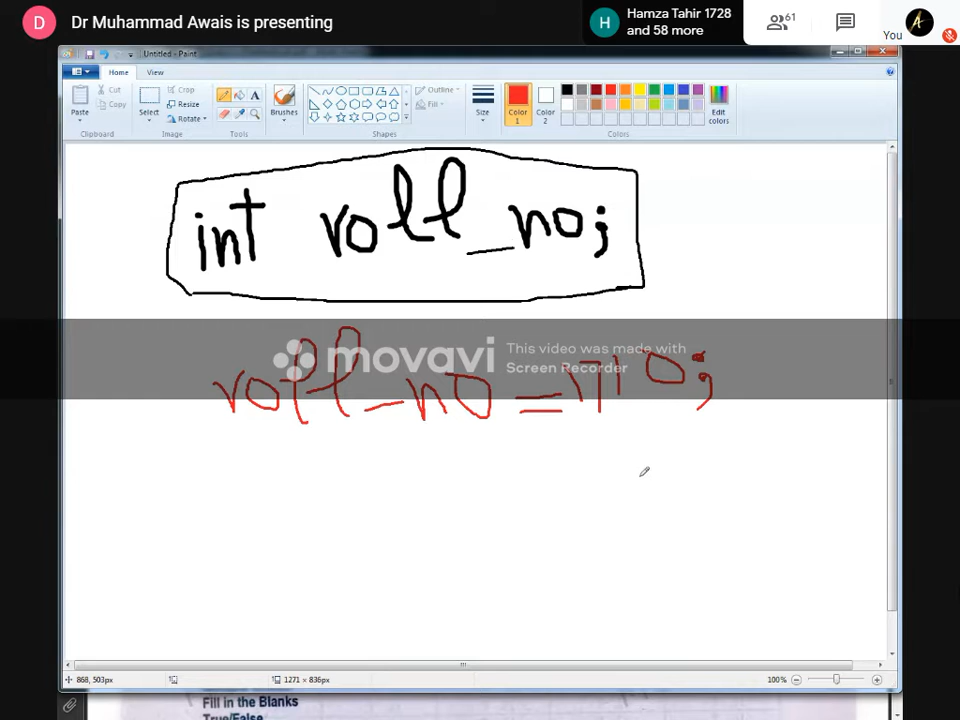 D Dr Muhammad Awais is presenting
H Hamza Tahir 1728 and 58 more
61
You
Untitled - Paint
Home View
Paste
Cut
Copy
Clipboard
Select
Crop
Resize
Rotate
Image
A
Tools
Brushes
Shapes
Outline
Fill
Size
Color 1
Color 2
Edit colors
Colors
int roll_no;
movavi
This video was made with
Screen Recorder
roll_no = 1710;
868, 503px
1271 × 836px
100%
Fill in the Blanks
True/False